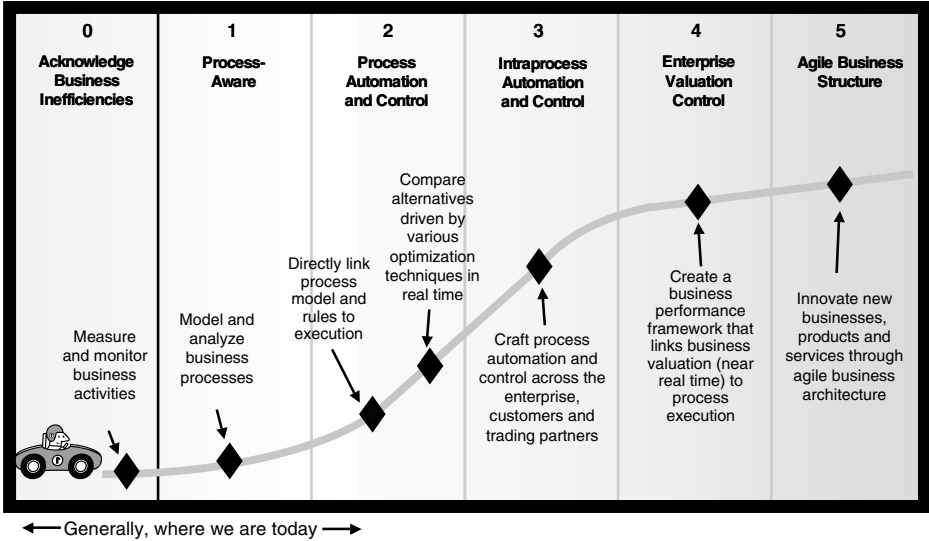 0
Acknowledge
Business
Inefficiencies
1
Process-
Aware
2
Process
Automation
and Control
3
Intraprocess
Automation
and Control
4
Enterprise
Valuation
Control
5
Agile Business
Structure
Measure
and monitor
business
activities
Model and
analyze
business
processes
Directly link
process
model and
rules to
execution
Compare
alternatives
driven by
various
optimization
techniques in
real time
Craft process
automation and
control across the
enterprise,
customers and
trading partners
Create a
business
performance
framework that
links business
valuation (near
real time) to
process
execution
Innovate new
businesses,
products and
services through
agile business
architecture
Generally, where we are today